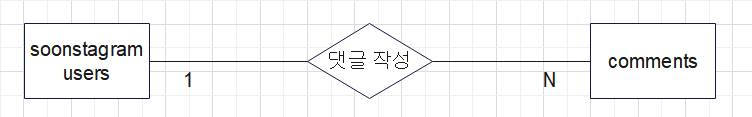 soonstagram
users
1
댓글 작성
N
comments